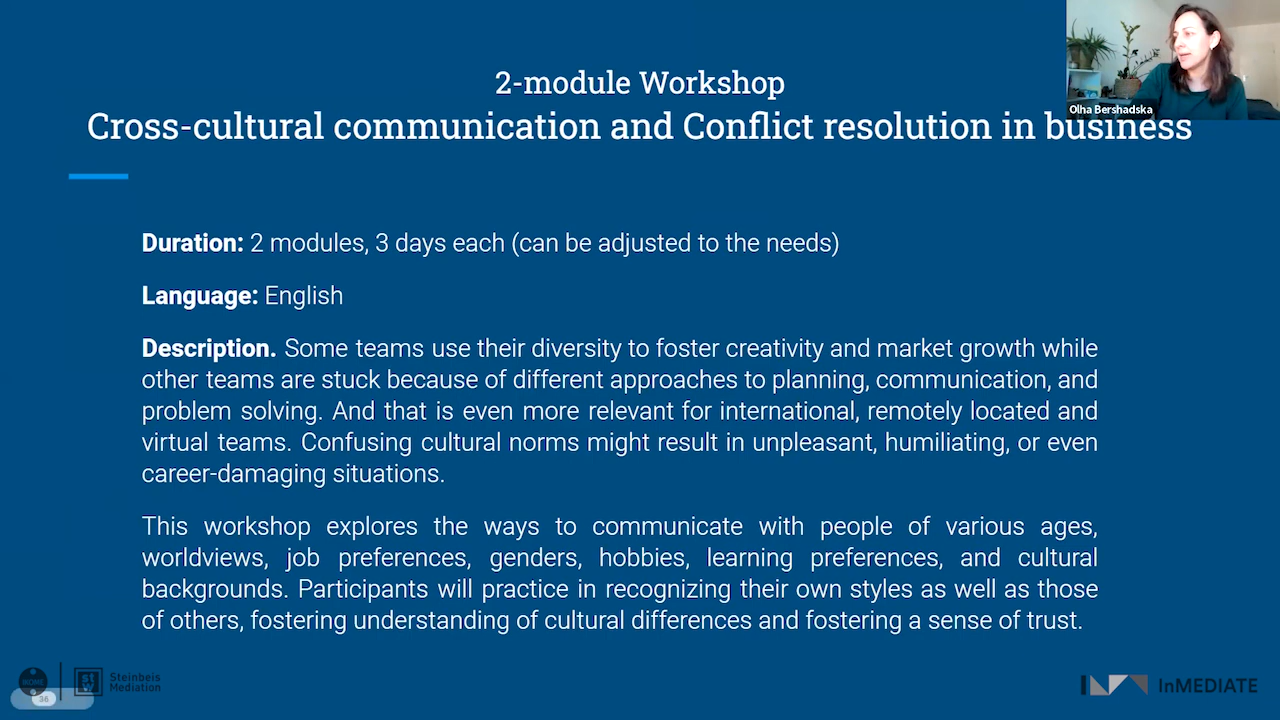 2-module Workshop
Cross-cultural communication and Conflict resolution in business
Olha Bershadska
Duration: 2 modules, 3 days each (can be adjusted to the needs)
Language: English
Description. Some teams use their diversity to foster creativity and market growth while
other teams are stuck because of different approaches to planning, communication, and
problem solving. And that is even more relevant for international, remotely located and
virtual teams. Confusing cultural norms might result in unpleasant, humiliating, or even
career-damaging situations.
This workshop explores the ways to communicate with people of various ages,
worldviews, job preferences, genders, hobbies, learning preferences, and cultural
backgrounds. Participants will practice in recognizing their own styles as well as those
of others, fostering understanding of cultural differences and fostering a sense of trust.
Steinbeis
Mediation
36
InMEDIATE